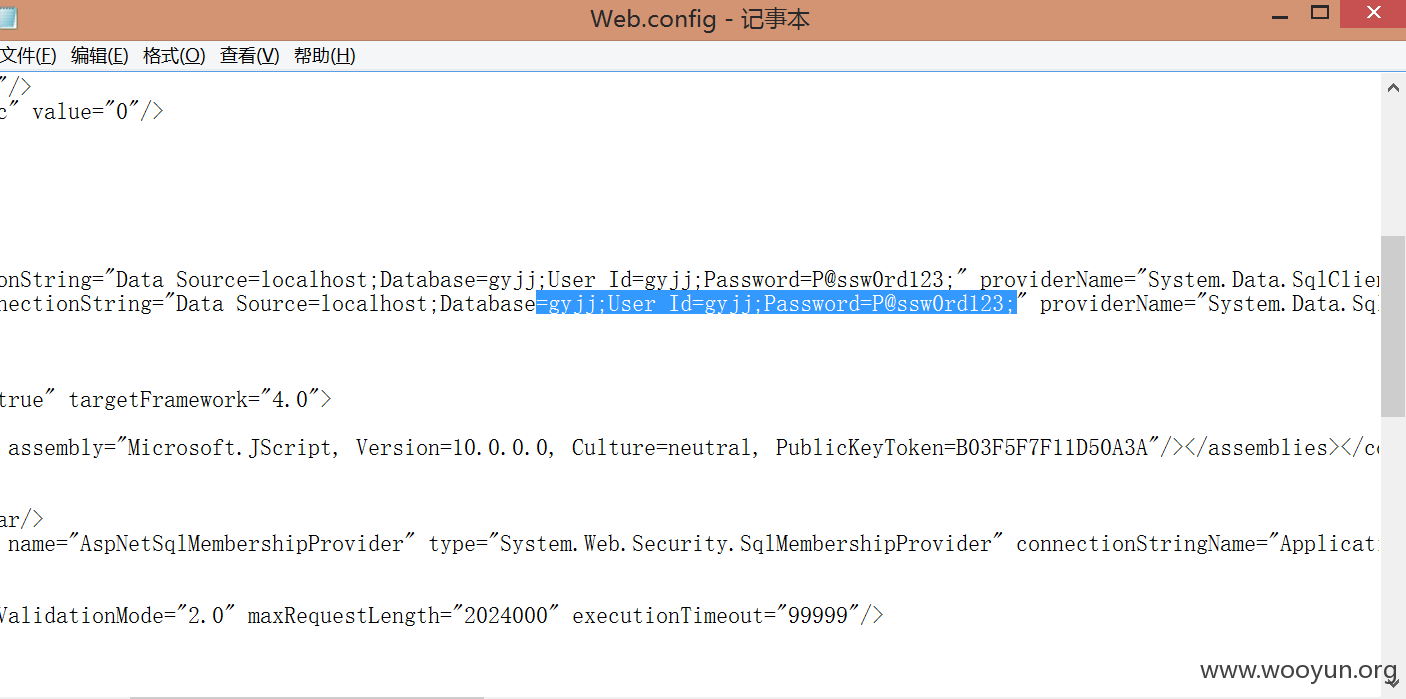 Web.config - 记事本
文件(F) 编辑(E) 格式(O) 查看(V) 帮助(H)
"/>
c" value="0"/>
onString="Data Source=localhost;Database=gyjj;User Id=gyjj;Password=P@ssw0rd123;" providerName="System.Data.SqlClien
nectionString="Data Source=localhost;Database=gyjj;User Id=gyjj;Password=P@ssw0rd123;" providerName="System.Data.Sq
true" targetFramework="4.0">
assembly="Microsoft.JScript, Version=10.0.0.0, Culture=neutral, PublicKeyToken=B03F5F7F11D50A3A"/></assemblies></co
ar/>
name="AspNetSqlMembershipProvider" type="System.Web.Security.SqlMembershipProvider" connectionStringName="Applicati
ValidationMode="2.0" maxRequestLength="2024000" executionTimeout="99999"/>
www.wooyun.org